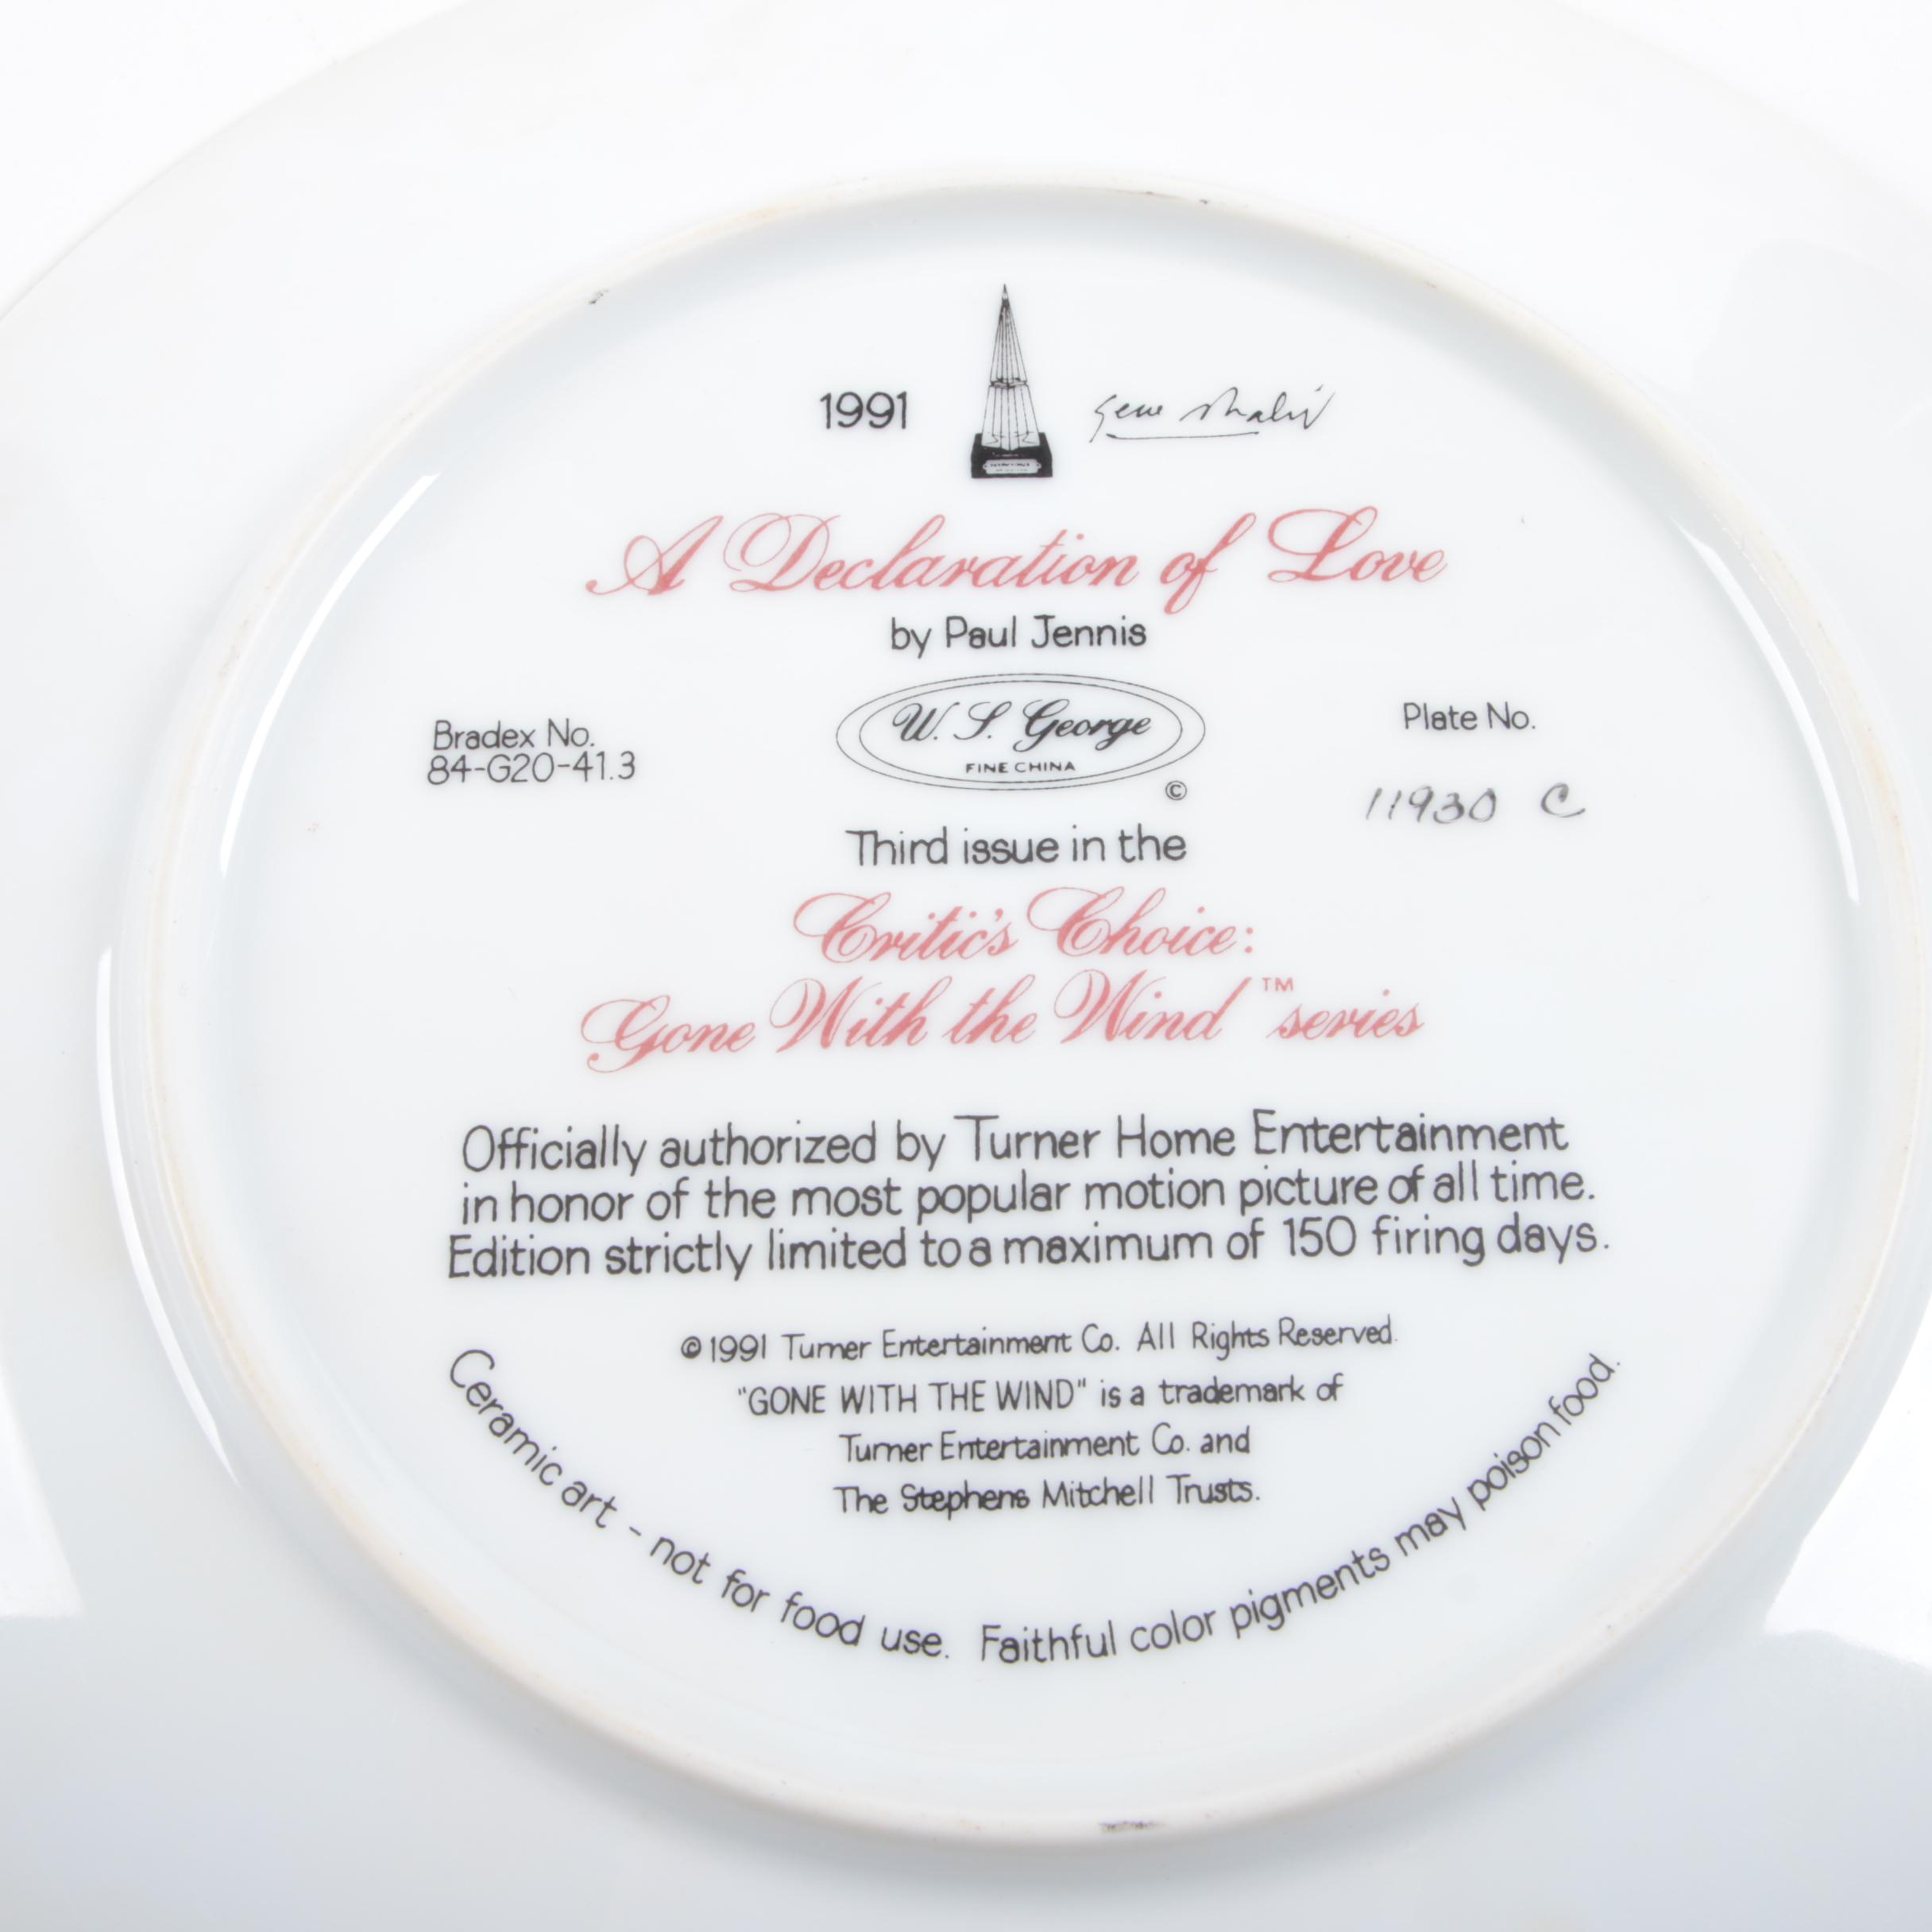 1991
Gene Shalit
A Declaration of Love
by Paul Jennis
Bradex No.
84-G20-41.3
W. S. George
FINE CHINA
©
Plate No.
11930 C
Third issue in the
Critic's Choice:
Gone With the Wind™ series
Officially authorized by Turner Home Entertainment
in honor of the most popular motion picture of all time.
Edition strictly limited to a maximum of 150 firing days.
©1991 Turner Entertainment Co. All Rights Reserved.
"GONE WITH THE WIND" is a trademark of
Turner Entertainment Co. and
The Stephens Mitchell Trusts.
Ceramic art - not for food use. Faithful color pigments may poison food.